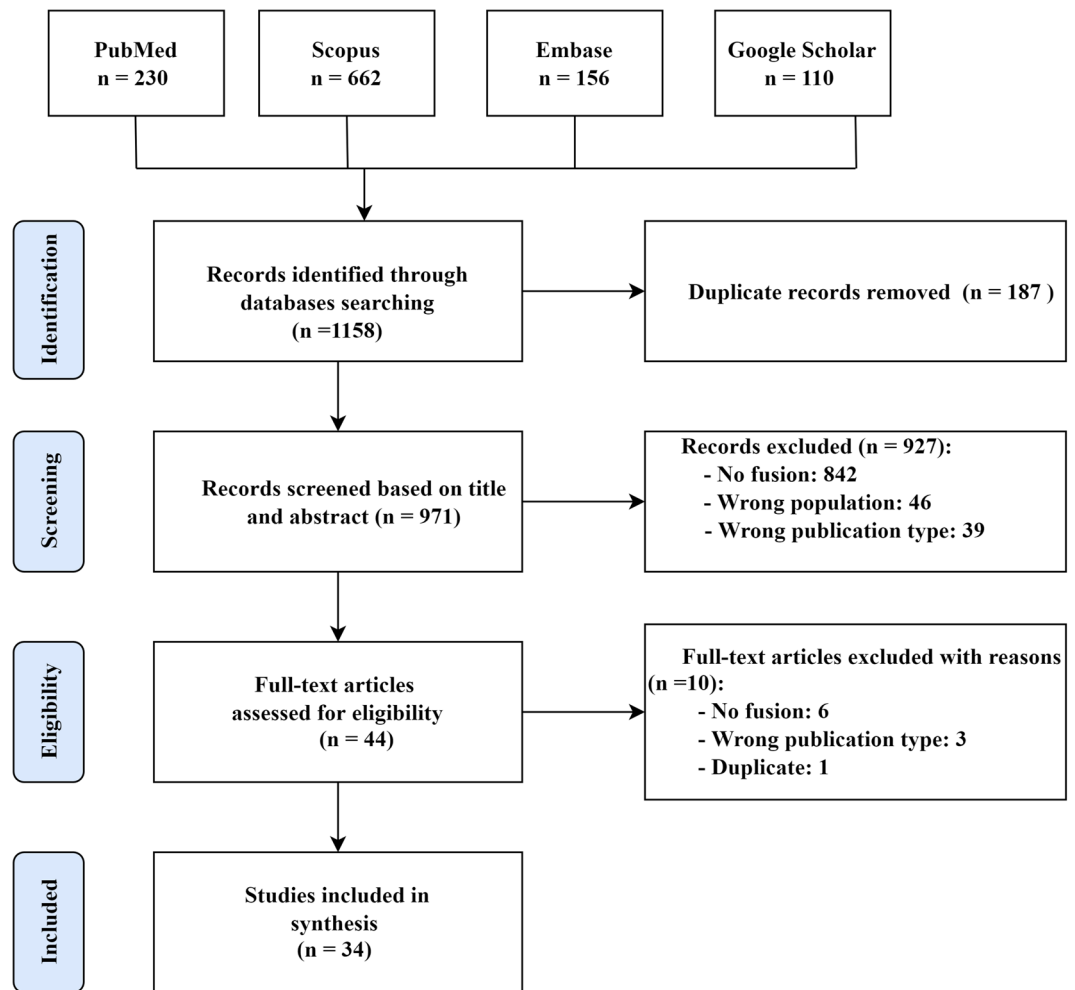 PubMed
n = 230
Scopus
n = 662
Embase
n = 156
Google Scholar
n = 110
Identification
Records identified through
databases searching
(n =1158)
Duplicate records removed (n = 187 )
Screening
Records screened based on title
and abstract (n = 971)
Records excluded (n = 927):
- No fusion: 842
- Wrong population: 46
- Wrong publication type: 39
Eligibility
Full-text articles
assessed for eligibility
(n = 44)
Full-text articles excluded with reasons
(n =10):
- No fusion: 6
- Wrong publication type: 3
- Duplicate: 1
Included
Studies included in
synthesis
(n = 34)